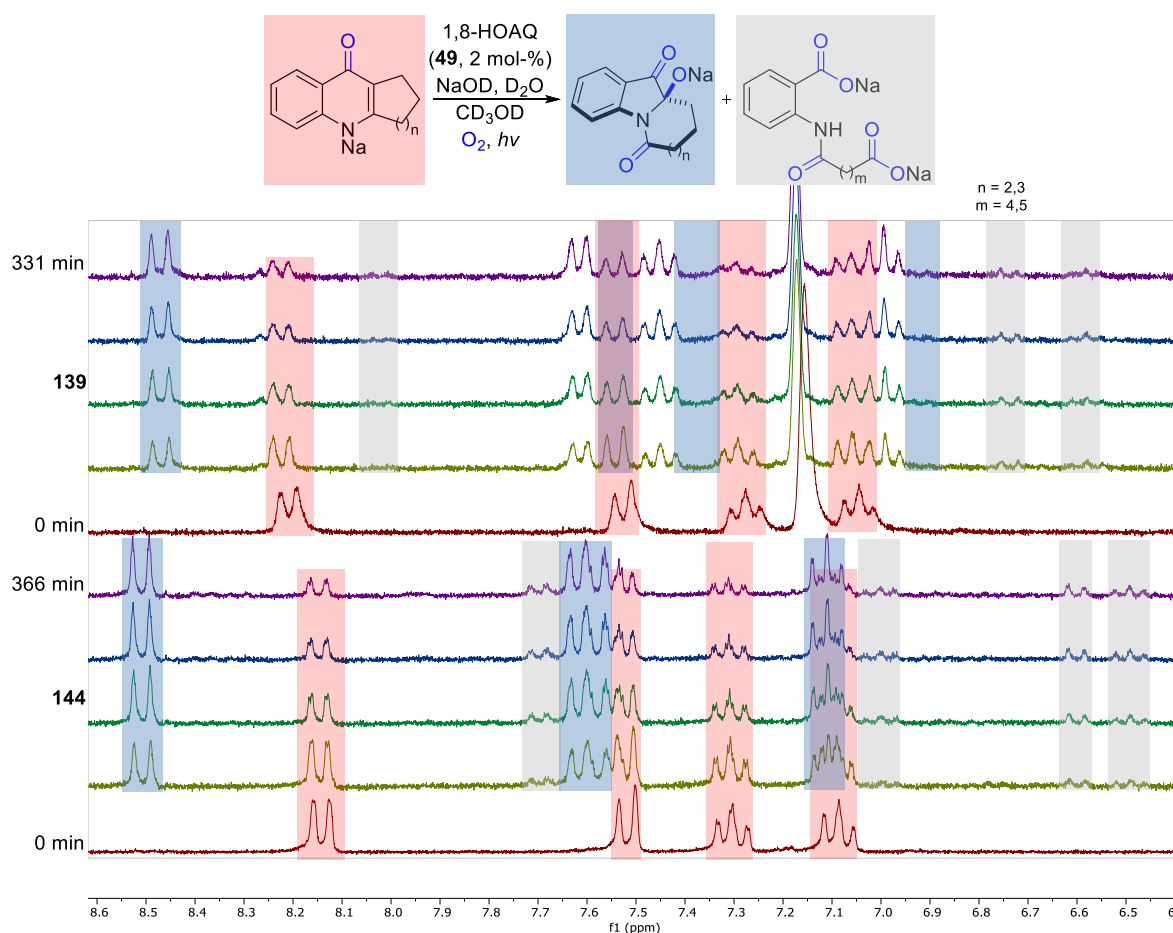 O
N
Na
( )n
1,8-HOAQ
(49, 2 mol-%)
NaOD, D2O
CD3OD
O2, hv
O
ONa
N
O
( )n
+
O
ONa
NH
O
( )m
O
ONa
n = 2,3
m = 4,5
331 min
139
0 min
366 min
144
0 min
8.6 8.5 8.4 8.3 8.2 8.1 8.0 7.9 7.8 7.7 7.6 7.5 7.4 7.3 7.2 7.1 7.0 6.9 6.8 6.7 6.6 6.5 6
f1 (ppm)